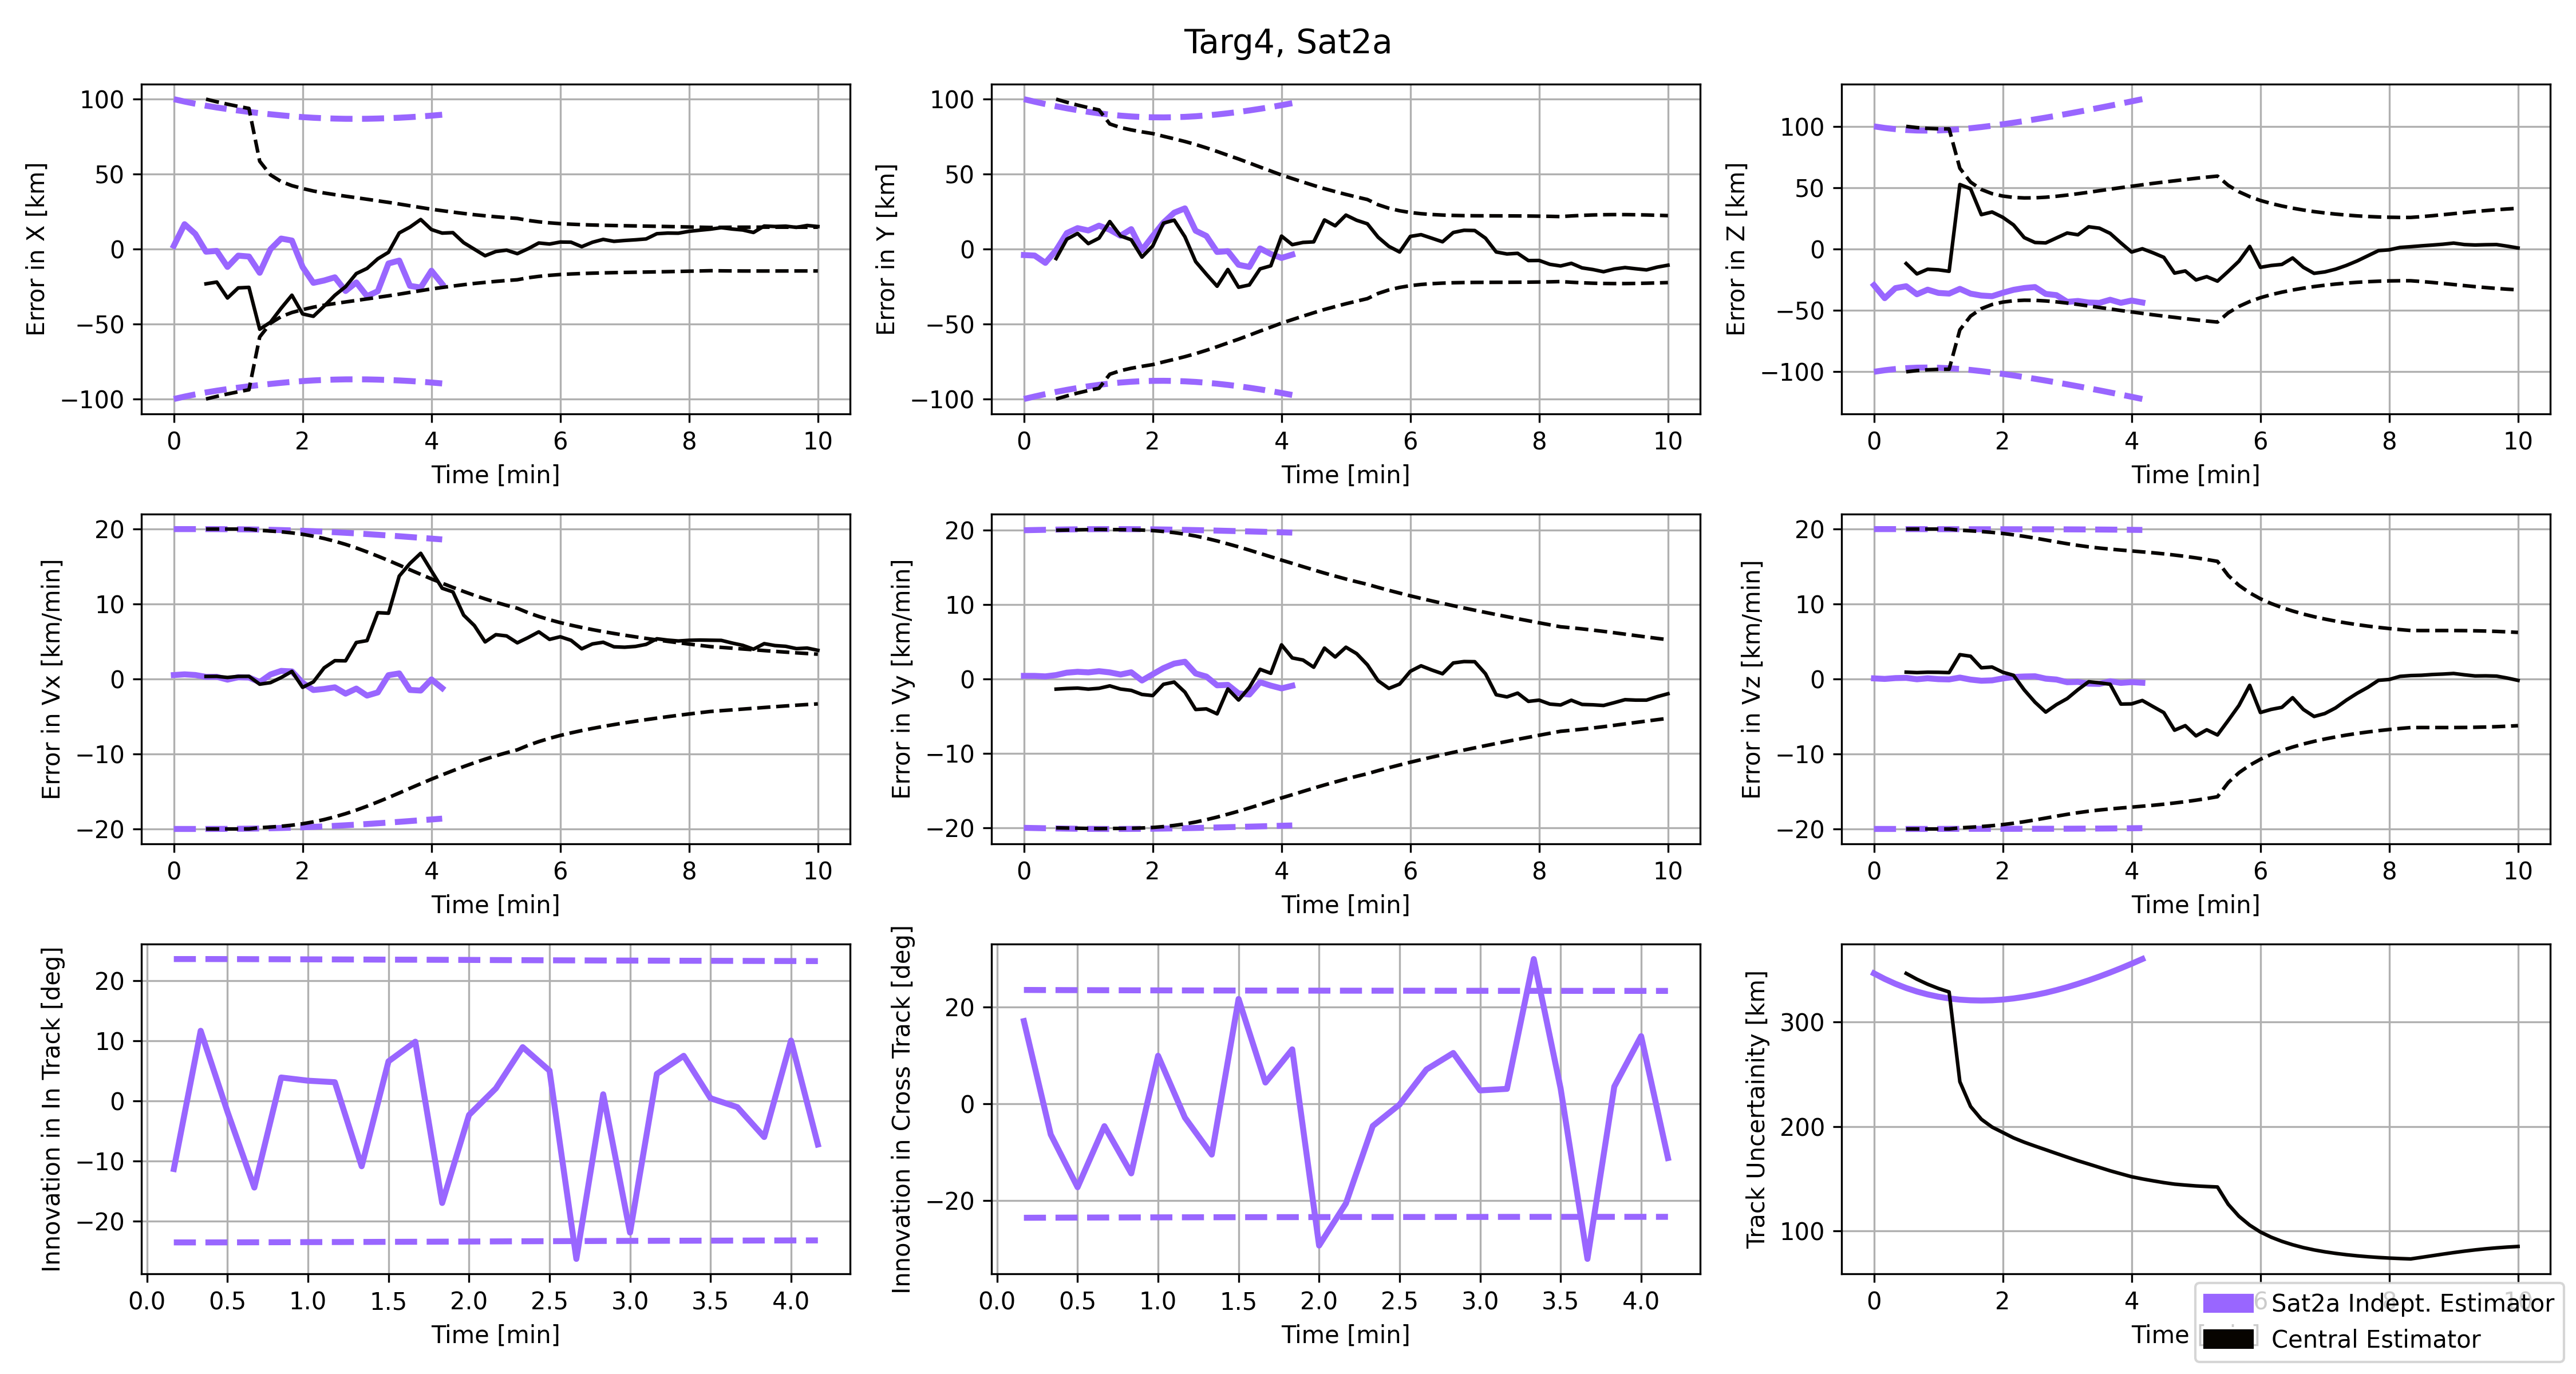 Targ4, Sat2a
Error in X [km]
100
50
0
−50
−100
0 2 4 6 8 10
Time [min]
Error in Y [km]
100
50
0
−50
−100
0 2 4 6 8 10
Time [min]
Error in Z [km]
100
50
0
−50
−100
0 2 4 6 8 10
Time [min]
Error in Vx [km/min]
20
10
0
−10
−20
0 2 4 6 8 10
Time [min]
Error in Vy [km/min]
20
10
0
−10
−20
0 2 4 6 8 10
Time [min]
Error in Vz [km/min]
20
10
0
−10
−20
0 2 4 6 8 10
Time [min]
Innovation in In Track [deg]
20
10
0
−10
−20
0.0 0.5 1.0 1.5 2.0 2.5 3.0 3.5 4.0
Time [min]
Innovation in Cross Track [deg]
20
0
−20
0.0 0.5 1.0 1.5 2.0 2.5 3.0 3.5 4.0
Time [min]
Track Uncertainity [km]
300
200
100
0 2 4 6 10
Time
Sat2a Indept. Estimator
Central Estimator